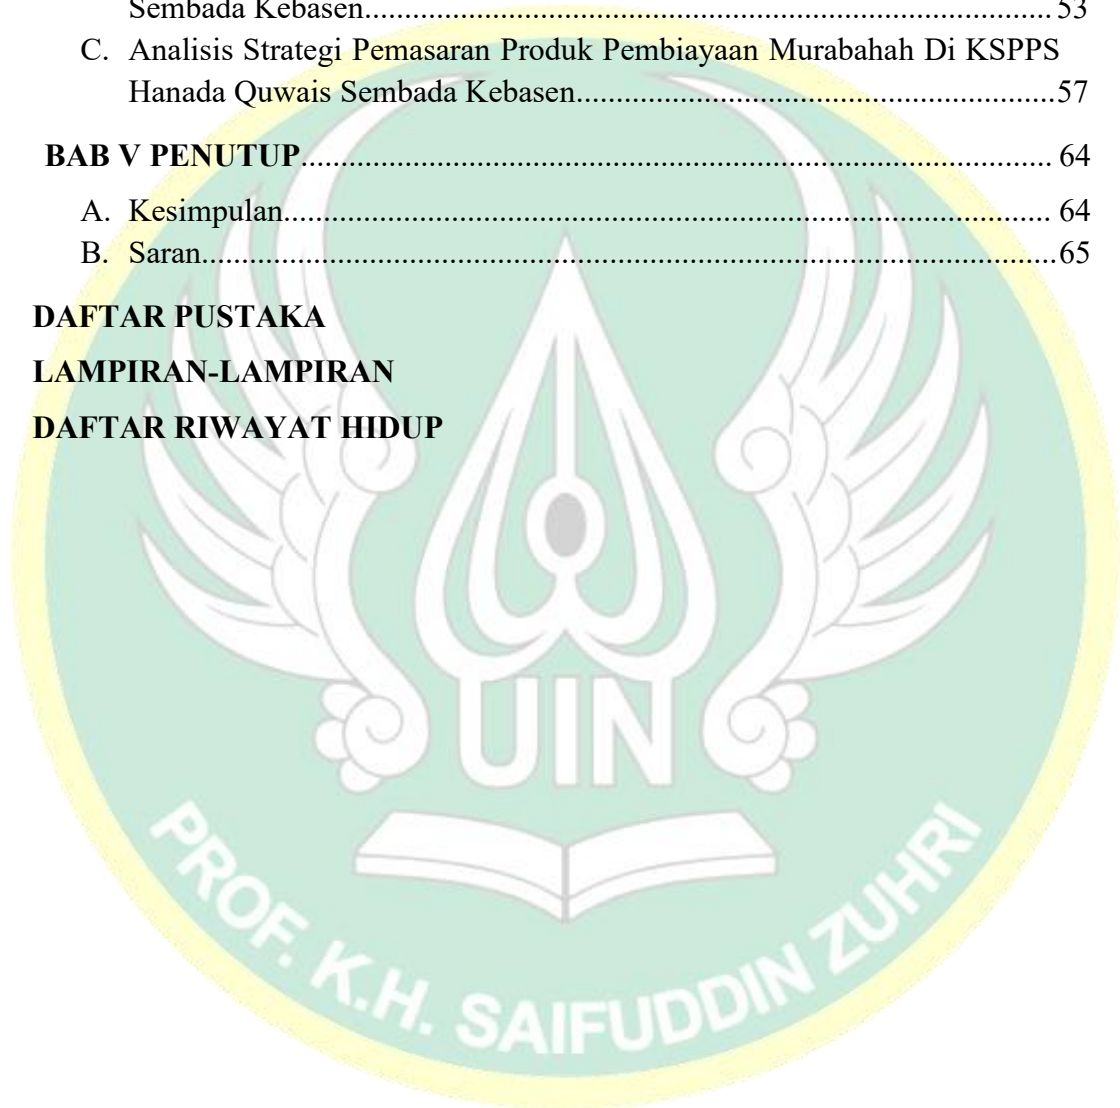 Sembada Kebasen.....................................................................................53
C. Analisis Strategi Pemasaran Produk Pembiayaan Murabahah Di KSPPS
Hanada Quwais Sembada Kebasen...........................................................57
BAB V PENUTUP............................................................................................. 64
A. Kesimpulan............................................................................................... 64
B. Saran..........................................................................................................65
DAFTAR PUSTAKA
LAMPIRAN-LAMPIRAN
DAFTAR RIWAYAT HIDUP
UIN
PROF. K.H. SAIFUDDIN ZUHRI